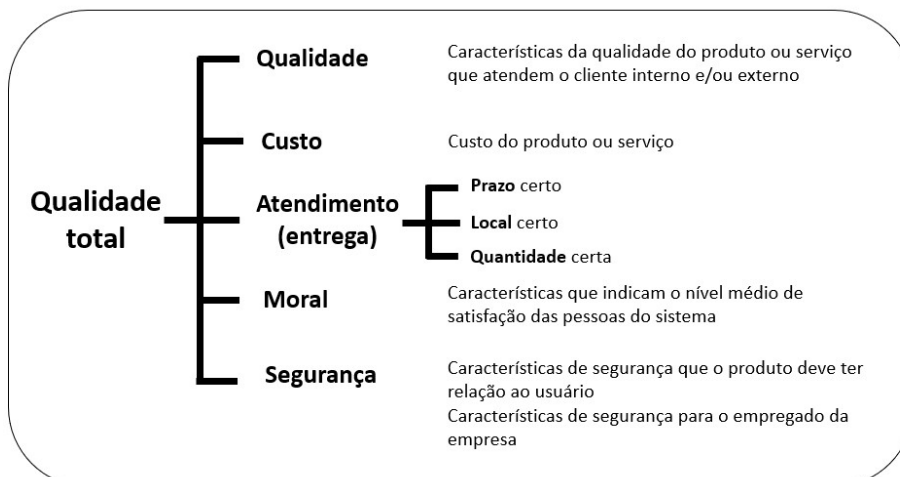 Qualidade
total
Qualidade
Características da qualidade do produto ou serviço
que atendem o cliente interno e/ou externo
Custo
Custo do produto ou serviço
Atendimento
(entrega)
Prazo certo
Local certo
Quantidade certa
Moral
Características que indicam o nível médio de
satisfação das pessoas do sistema
Segurança
Características de segurança que o produto deve ter
relação ao usuário
Características de segurança para o empregado da
empresa